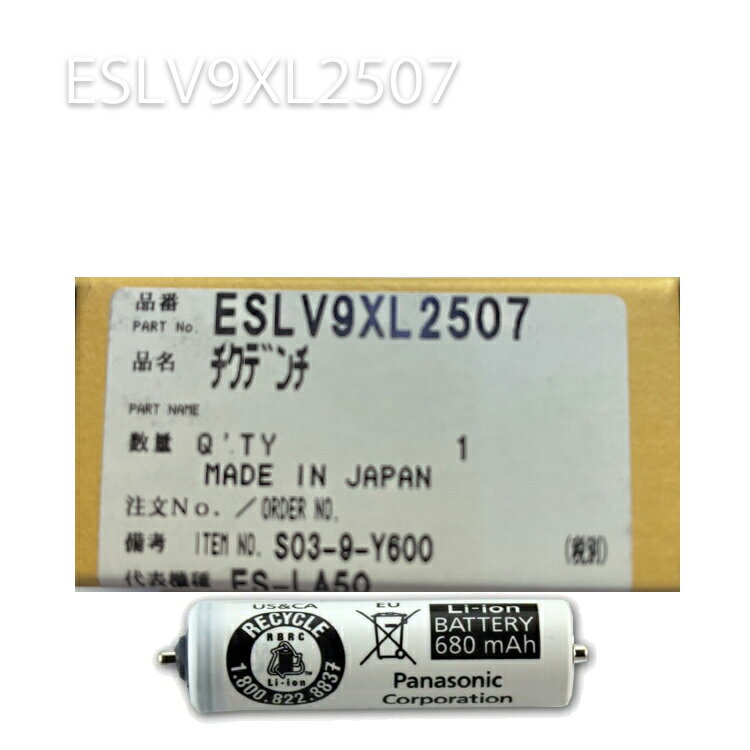 ESLV9XL2507
品番
PART No. ESLV9XL2507
品名 チクデンチ
PART NAME
数量 Q'TY 1
MADE IN JAPAN
注文No. / ORDER NO.
備考 ITEM NO. S03-9-Y600 (税別)
代表機種 ES-LA50
US&CA
RECYCLE
RBRC
Li-ion
1.800.822.8837
EU
Li-ion
BATTERY
680 mAh
Panasonic
Corporation